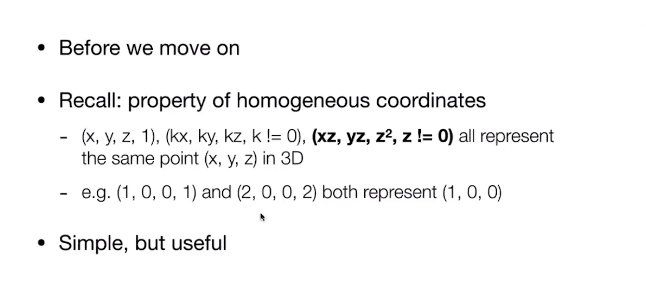 • Before we move on
• Recall: property of homogeneous coordinates
- (x, y, z, 1), (kx, ky, kz, k != 0), (xz, yz, z², z != 0) all represent
the same point (x, y, z) in 3D
- e.g. (1, 0, 0, 1) and (2, 0, 0, 2) both represent (1, 0, 0)
• Simple, but useful